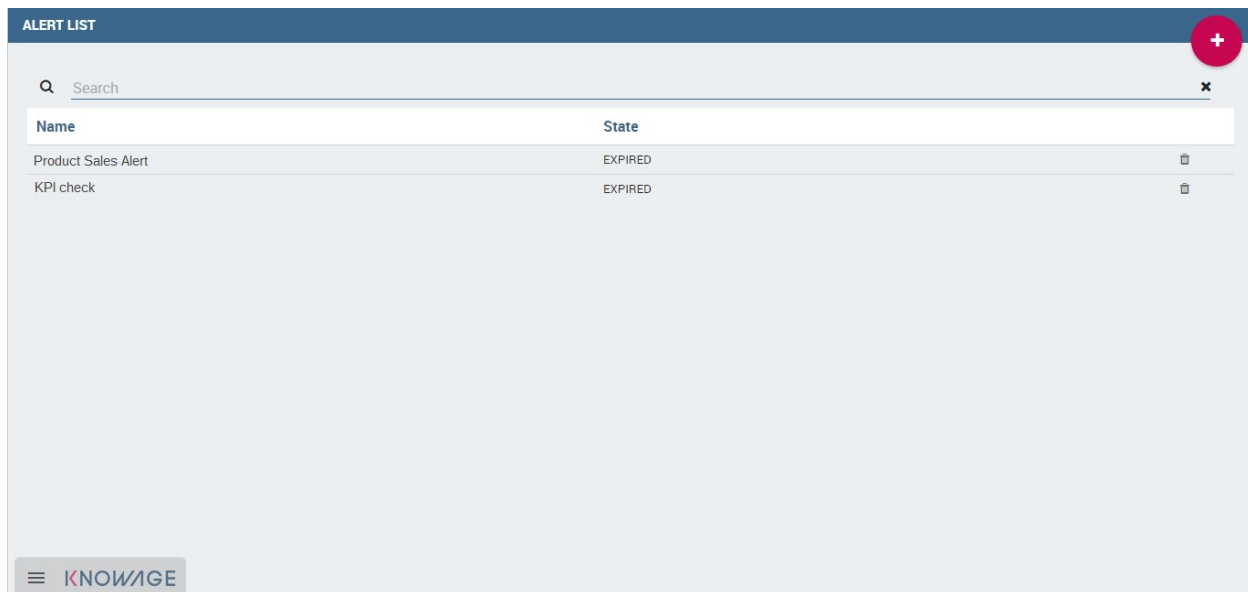 ALERT LIST
+
Search
Name State
Product Sales Alert EXPIRED
KPI check EXPIRED
KNOWAGE